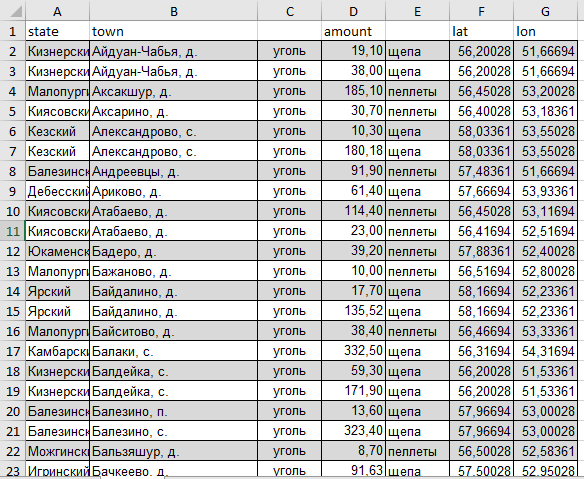 A B C D E F G
1 state town amount lat lon
2 Кизнерски Айдуан-Чабья, д. уголь 19,10 щепа 56,20028 51,66694
3 Кизнерски Айдуан-Чабья, д. уголь 38,00 щепа 56,20028 51,66694
4 Малопурги Аксакшур, д. уголь 185,10 пеллеты 56,45028 53,20028
5 Киясовски Аксарино, д. уголь 30,70 пеллеты 56,40028 53,18361
6 Кезский Александрово, с. уголь 10,30 щепа 58,03361 53,55028
7 Кезский Александрово, с. уголь 180,18 щепа 58,03361 53,55028
8 Балезинск Андреевцы, д. уголь 91,90 пеллеты 57,48361 51,66694
9 Дебесский Ариково, д. уголь 61,40 щепа 57,66694 53,93361
10 Киясовски Атабаево, д. уголь 114,40 пеллеты 56,45028 53,11694
11 Киясовски Атабаево, д. уголь 23,00 пеллеты 56,41694 52,51694
12 Юкаменск Бадеро, д. уголь 39,20 пеллеты 57,88361 52,40028
13 Малопурги Бажаново, д. уголь 10,00 пеллеты 56,51694 52,80028
14 Ярский Байдалино, д. уголь 17,70 щепа 58,16694 52,23361
15 Ярский Байдалино, д. уголь 135,52 щепа 58,16694 52,23361
16 Малопурги Байситово, д. уголь 38,40 пеллеты 56,46694 53,33361
17 Камбарски Балаки, с. уголь 332,50 щепа 56,31694 54,31694
18 Кизнерски Балдейка, с. уголь 59,30 щепа 56,20028 51,53361
19 Кизнерски Балдейка, с. уголь 171,90 щепа 56,20028 51,53361
20 Балезинск Балезино, п. уголь 13,60 щепа 57,96694 53,00028
21 Балезинск Балезино, с. уголь 323,40 щепа 57,96694 53,00028
22 Можгинск Бальзяшур, д. уголь 8,70 пеллеты 56,50028 52,58361
23 Игринский Бачкеево, д. уголь 91,63 щепа 57,50028 52,95028